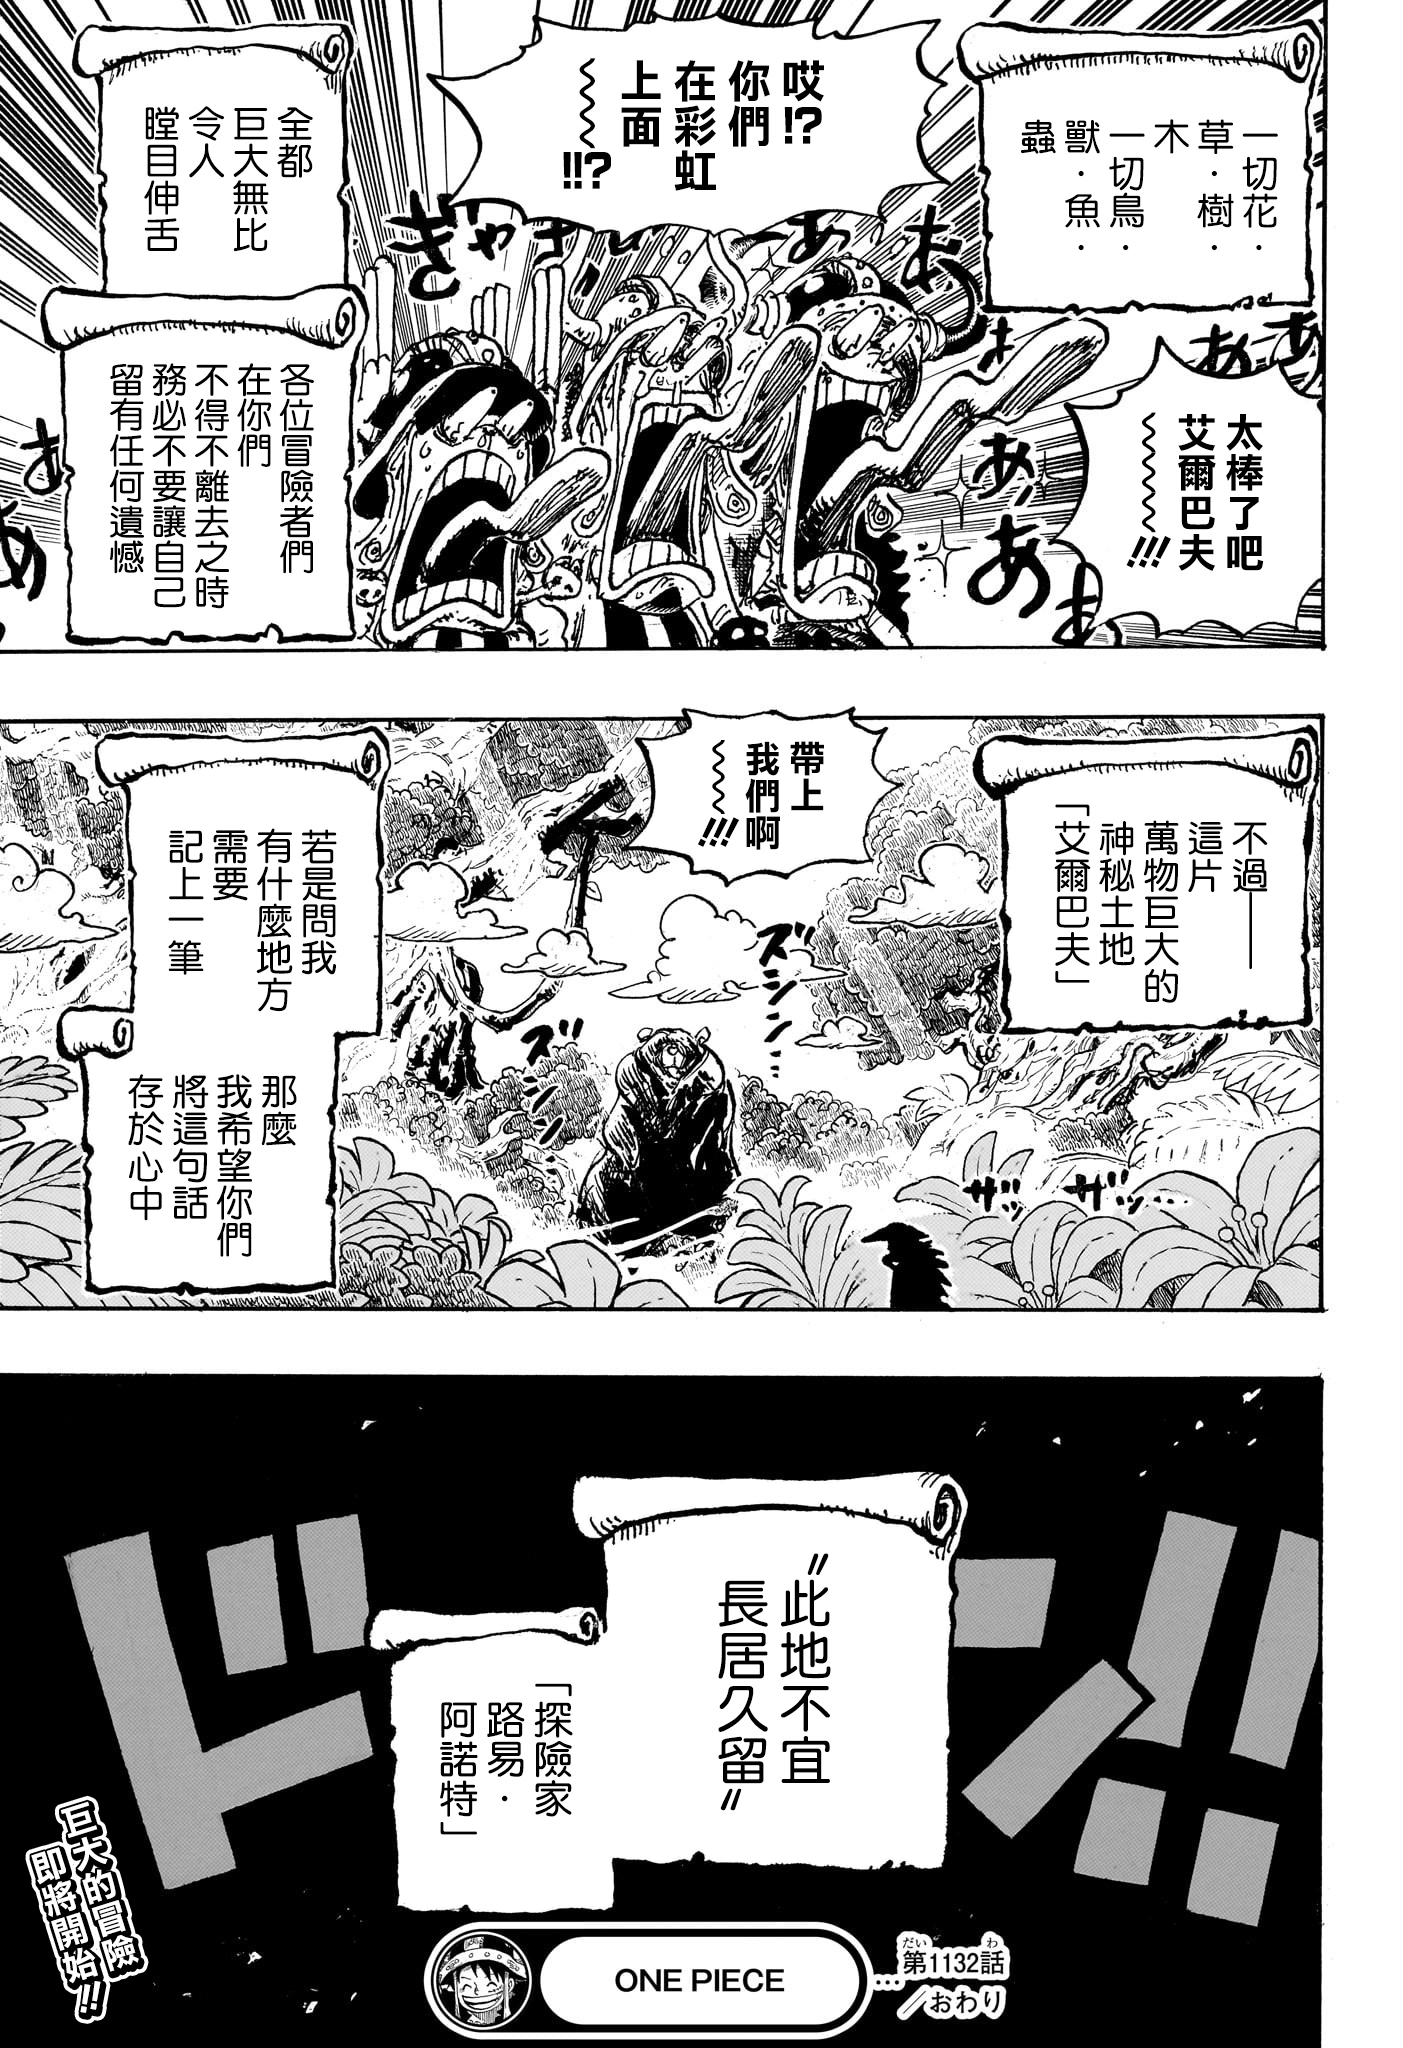 一切花・
草・樹・
木
一切鳥・
獸・魚・
蟲
哎!?
你們
在彩虹
上面
!!?
全都
巨大無比
令人
瞠目伸舌
太棒了吧
艾爾巴夫
!!!
各位冒險者們
在你們
不得不離去之時
務必不要讓自己
留有任何遺憾
ぎゃああ
あ
あぁ
あぁ
ああ
あ
不過——
這片
萬物巨大的
神秘土地
「艾爾巴夫」
帶上
我們啊
!!!
若是問我
有什麼地方
需要
記上一筆
那麼
我希望你們
將這句話
存於心中
ズシン…
ズシン
ザッ
ザッ…
〝此地不宜
長居久留〞
「探險家
路易・
阿諾特」
ドン!!
巨大的冒險
即將開始!!
ONE PIECE
…第1132話
だい わ
／おわり